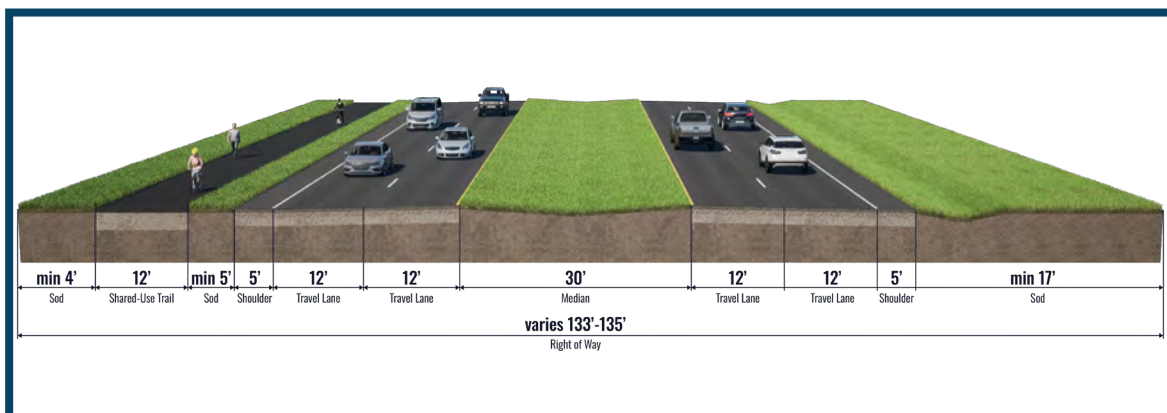 min 4' 12' min 5' 5' 12' 12' 30' 12' 12' 5' min 17'
Sod Shared-Use Trail Sod Shoulder Travel Lane Travel Lane Median Travel Lane Travel Lane Shoulder Sod
varies 133'-135'
Right of Way